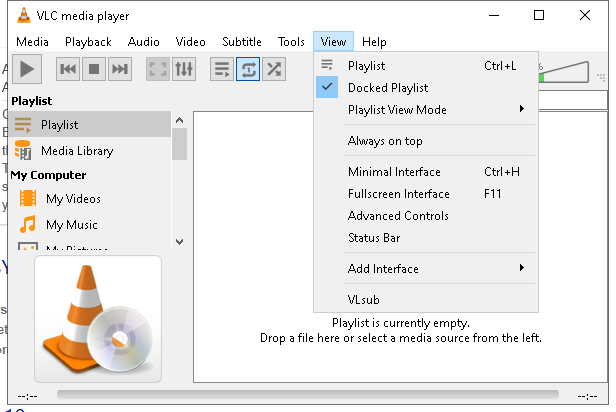 VLC media player
Media Playback Audio Video Subtitle Tools View Help
Playlist Ctrl+L
Docked Playlist
Playlist View Mode
Always on top
Minimal Interface Ctrl+H
Fullscreen Interface F11
Advanced Controls
Status Bar
Add Interface
VLsub
%
Playlist
Playlist
Media Library
My Computer
My Videos
My Music
My Pictures
Playlist is currently empty.
Drop a file here or select a media source from the left.
--:-- --:--